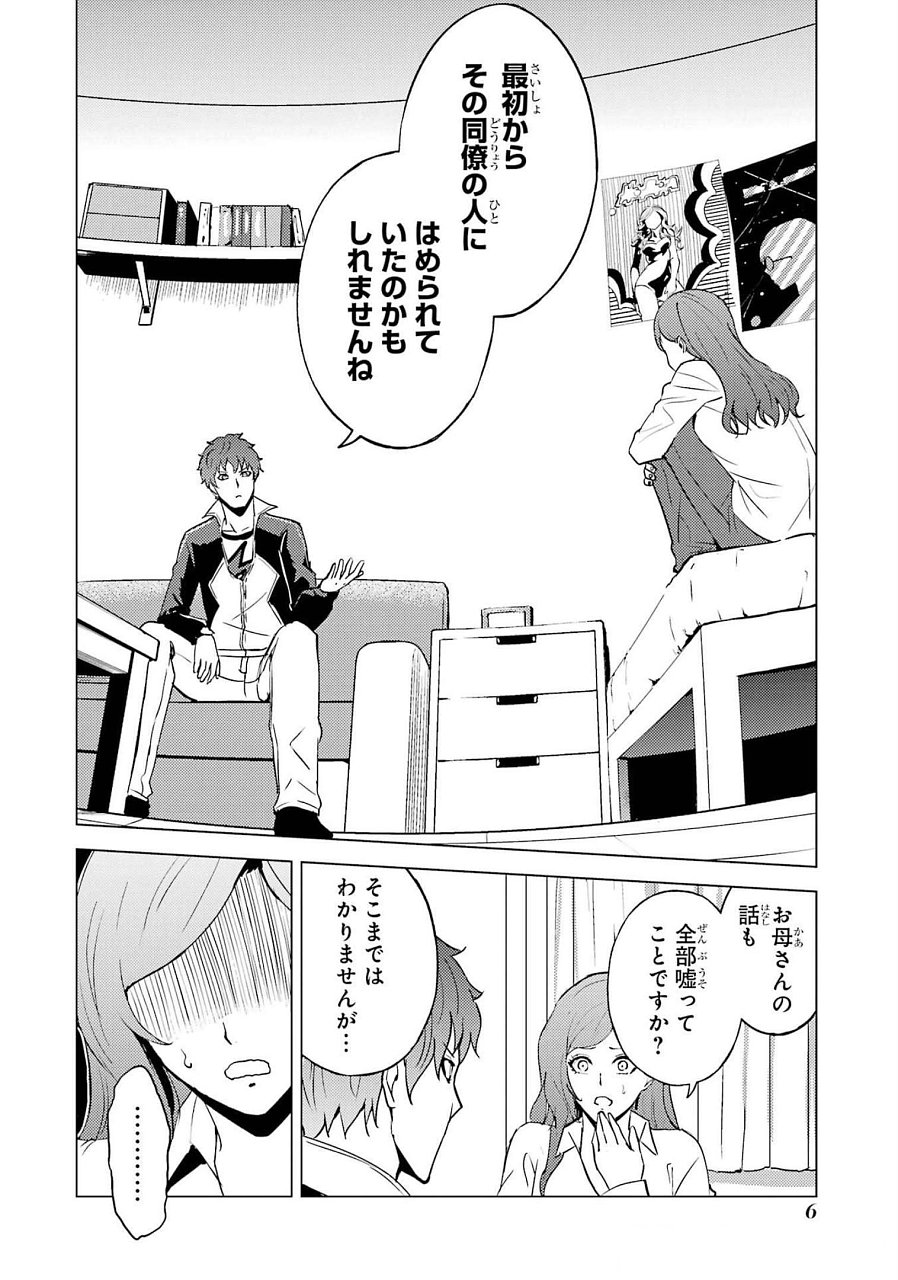 最初から
その同僚の人に
はめられて
いたのかも
しれませんね
お母さんの
話も
全部嘘って
ことですか?
そこまでは
わかりませんが…
………
6